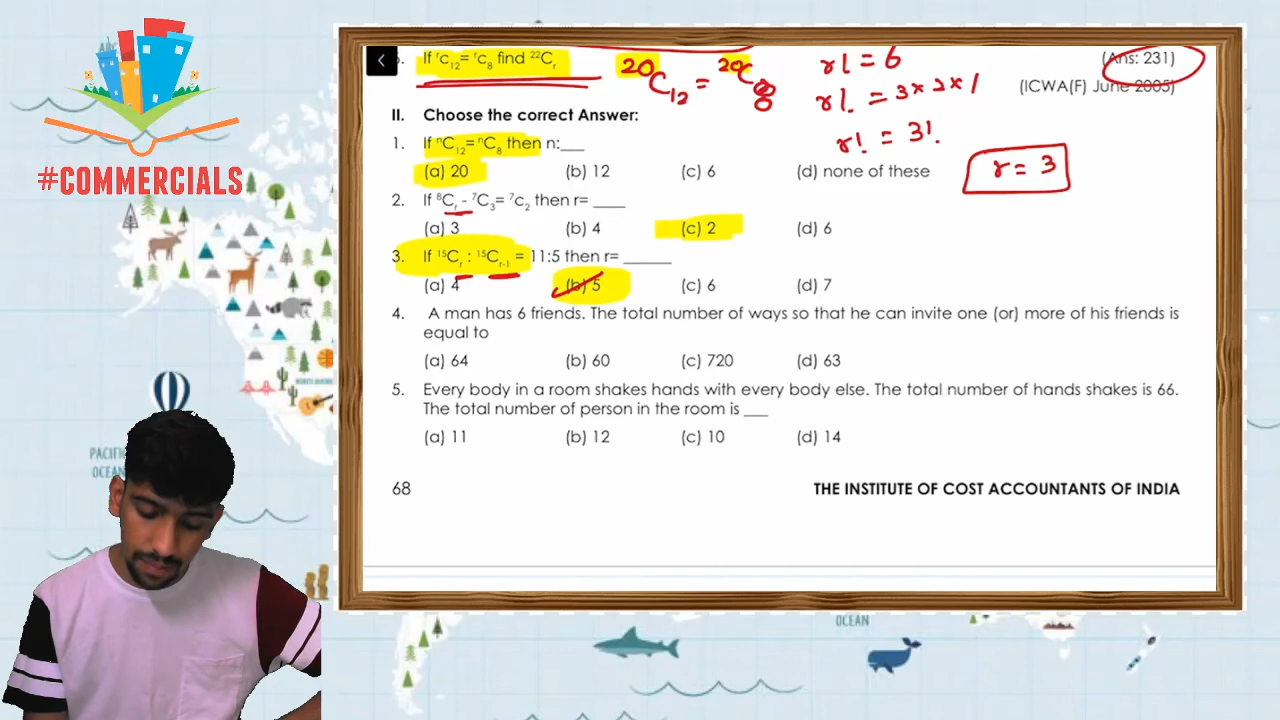 If ʳC₁₂= ʳC₈ find ²²Cᵣ
20C12 = 20C8
r! = 6
(Ans: 231)
r! = 3 × 2 × 1
(ICWA(F) June 2005)
r! = 3!
r = 3
II. Choose the correct Answer:
1. If ⁿC₁₂= ⁿC₈ then n:___
(a) 20 (b) 12 (c) 6 (d) none of these
2. If ⁸Cᵣ - ⁷C₃= ⁷c₂ then r= ____
(a) 3 (b) 4 (c) 2 (d) 6
3. If ¹⁵Cᵣ : ¹⁵Cᵣ₋₁ = 11:5 then r= ______
(a) 4 (b) 5 (c) 6 (d) 7
4. A man has 6 friends. The total number of ways so that he can invite one (or) more of his friends is
equal to
(a) 64 (b) 60 (c) 720 (d) 63
5. Every body in a room shakes hands with every body else. The total number of hands shakes is 66.
The total number of person in the room is ___
(a) 11 (b) 12 (c) 10 (d) 14
68 THE INSTITUTE OF COST ACCOUNTANTS OF INDIA
#COMMERCIALS
PACIFIC
OCEAN
OCEAN